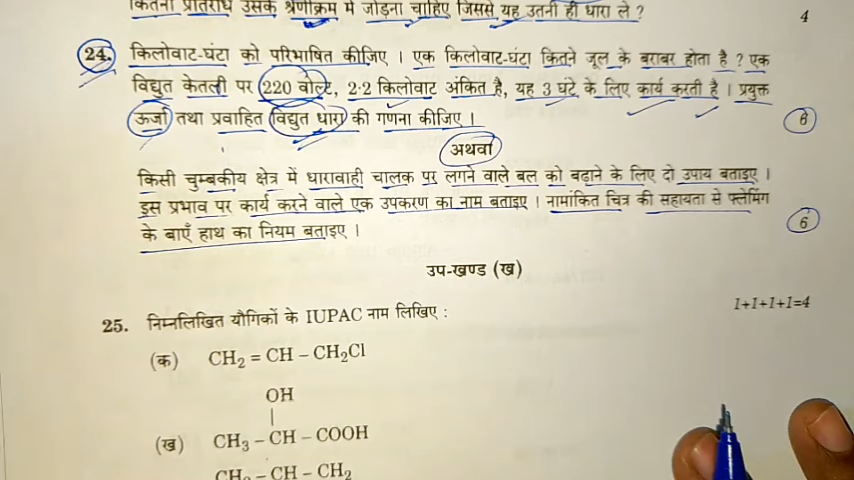 कितना प्रतिरोध उसके श्रेणीक्रम में जोड़ना चाहिए जिससे यह उतनी ही धारा ले ?
4
24. किलोवाट-घंटा को परिभाषित कीजिए । एक किलोवाट-घंटा कितने जूल के बराबर होता है ? एक
विद्युत केतली पर 220 वोल्ट, 2·2 किलोवाट अंकित है, यह 3 घंटे के लिए कार्य करती है । प्रयुक्त
ऊर्जा तथा प्रवाहित विद्युत धारा की गणना कीजिए ।
6
अथवा
किसी चुम्बकीय क्षेत्र में धारावाही चालक पर लगने वाले बल को बढ़ाने के लिए दो उपाय बताइए ।
इस प्रभाव पर कार्य करने वाले एक उपकरण का नाम बताइए । नामांकित चित्र की सहायता से फ्लेमिंग
के बाएँ हाथ का नियम बताइए ।
6
उप-खण्ड (ख)
25. निम्नलिखित यौगिकों के IUPAC नाम लिखिए :
1+1+1+1=4
(क) CH₂ = CH – CH₂Cl
OH
|
(ख) CH₃ – CH – COOH
CH₂ – CH – CH₂